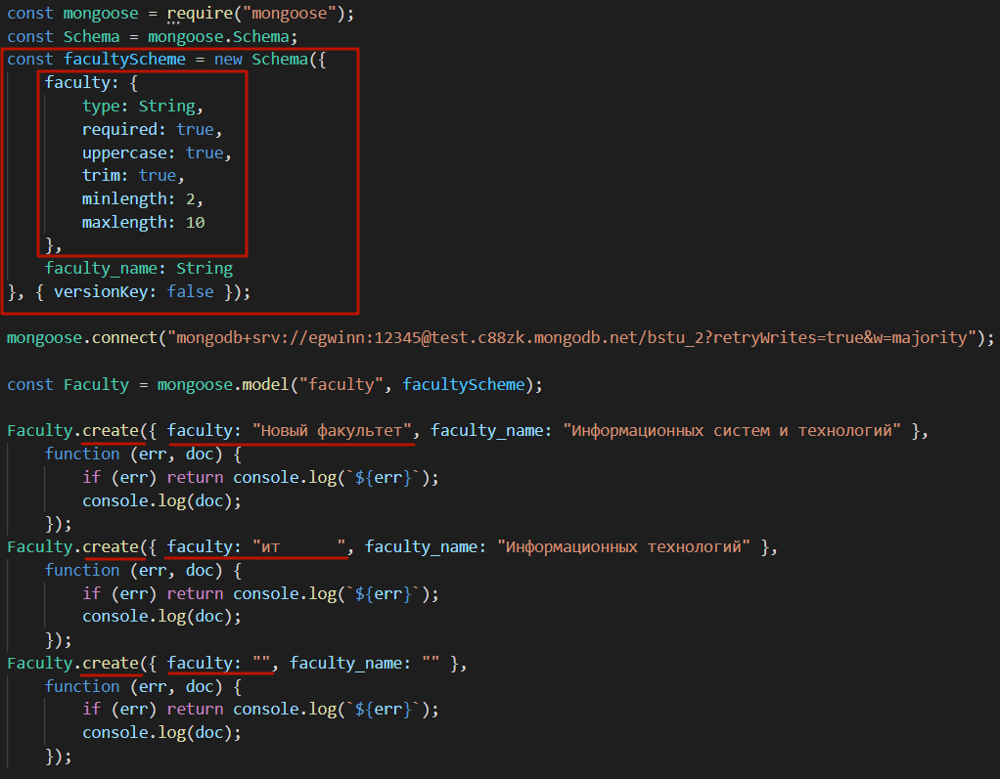 const mongoose = require("mongoose");
const Schema = mongoose.Schema;
const facultyScheme = new Schema({
    faculty: {
        type: String,
        required: true,
        uppercase: true,
        trim: true,
        minlength: 2,
        maxlength: 10
    },
    faculty_name: String
}, { versionKey: false });

mongoose.connect("mongodb+srv://egwinn:12345@test.c88zk.mongodb.net/bstu_2?retryWrites=true&w=majority");

const Faculty = mongoose.model("faculty", facultyScheme);

Faculty.create({ faculty: "Новый факультет", faculty_name: "Информационных систем и технологий" },
    function (err, doc) {
        if (err) return console.log(`${err}`);
        console.log(doc);
    });
Faculty.create({ faculty: "ит      ", faculty_name: "Информационных технологий" },
    function (err, doc) {
        if (err) return console.log(`${err}`);
        console.log(doc);
    });
Faculty.create({ faculty: "", faculty_name: "" },
    function (err, doc) {
        if (err) return console.log(`${err}`);
        console.log(doc);
    });